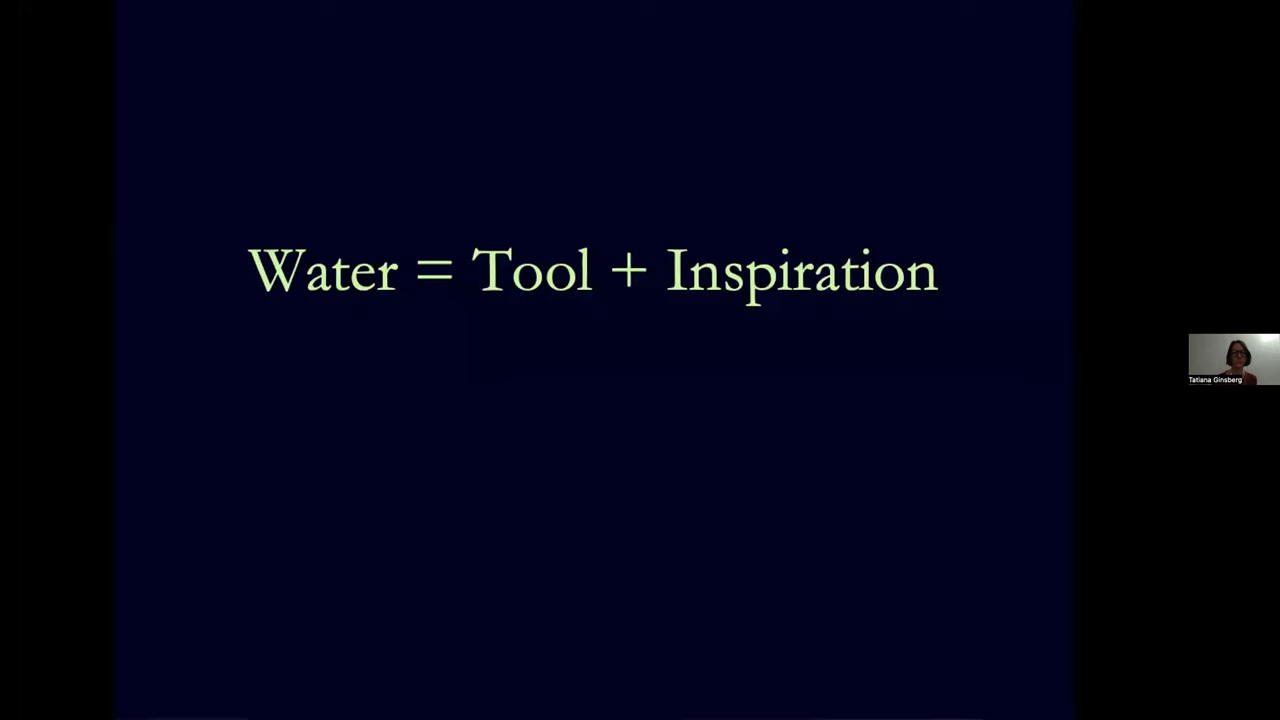 Water = Tool + Inspiration
Tatiana Ginsberg